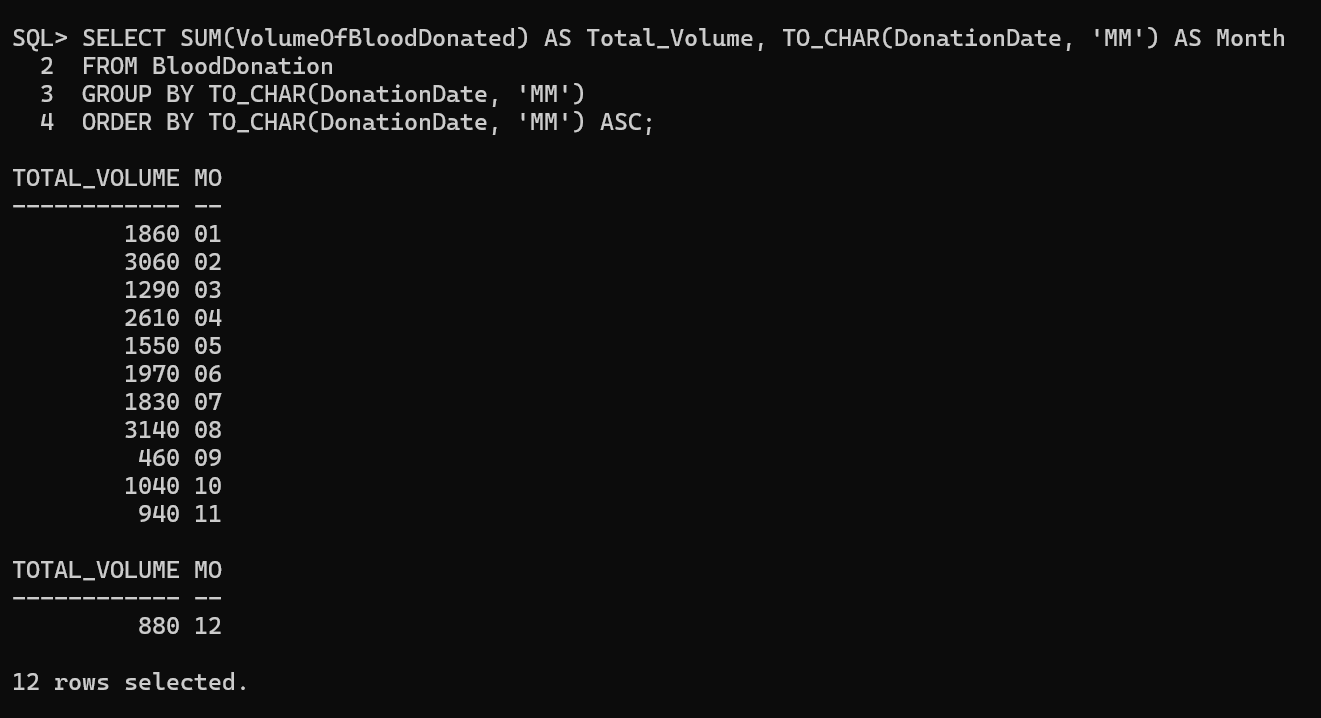 SQL> SELECT SUM(VolumeOfBloodDonated) AS Total_Volume, TO_CHAR(DonationDate, 'MM') AS Month
  2  FROM BloodDonation
  3  GROUP BY TO_CHAR(DonationDate, 'MM')
  4  ORDER BY TO_CHAR(DonationDate, 'MM') ASC;
TOTAL_VOLUME MO
------------ --
        1860 01
        3060 02
        1290 03
        2610 04
        1550 05
        1970 06
        1830 07
        3140 08
         460 09
        1040 10
         940 11
TOTAL_VOLUME MO
------------ --
         880 12
12 rows selected.